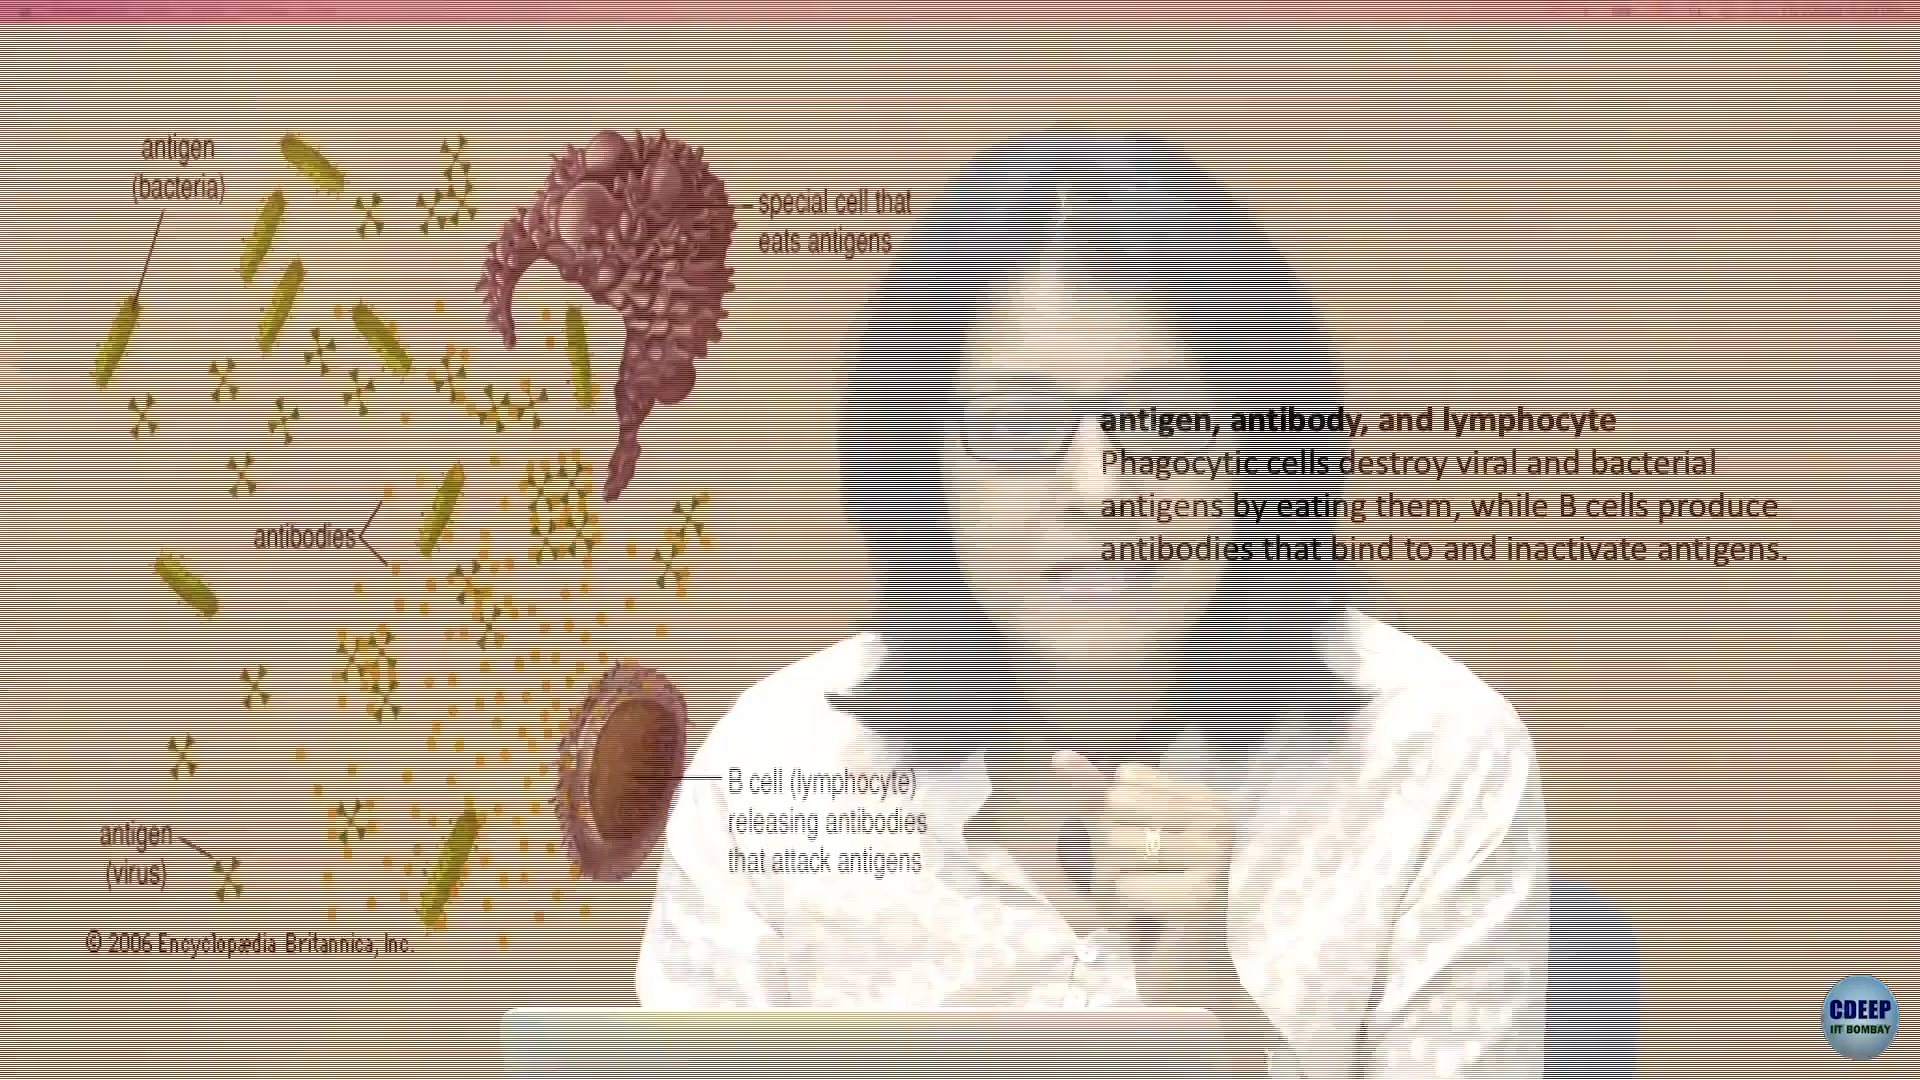 antigen
(bacteria)
special cell that
eats antigens
antigen, antibody, and lymphocyte
Phagocytic cells destroy viral and bacterial
antigens by eating them, while B cells produce
antibodies that bind to and inactivate antigens.
antibodies
B cell (lymphocyte)
releasing antibodies
that attack antigens
antigen
(virus)
© 2006 Encyclopædia Britannica, Inc.
CDEEP
IIT BOMBAY